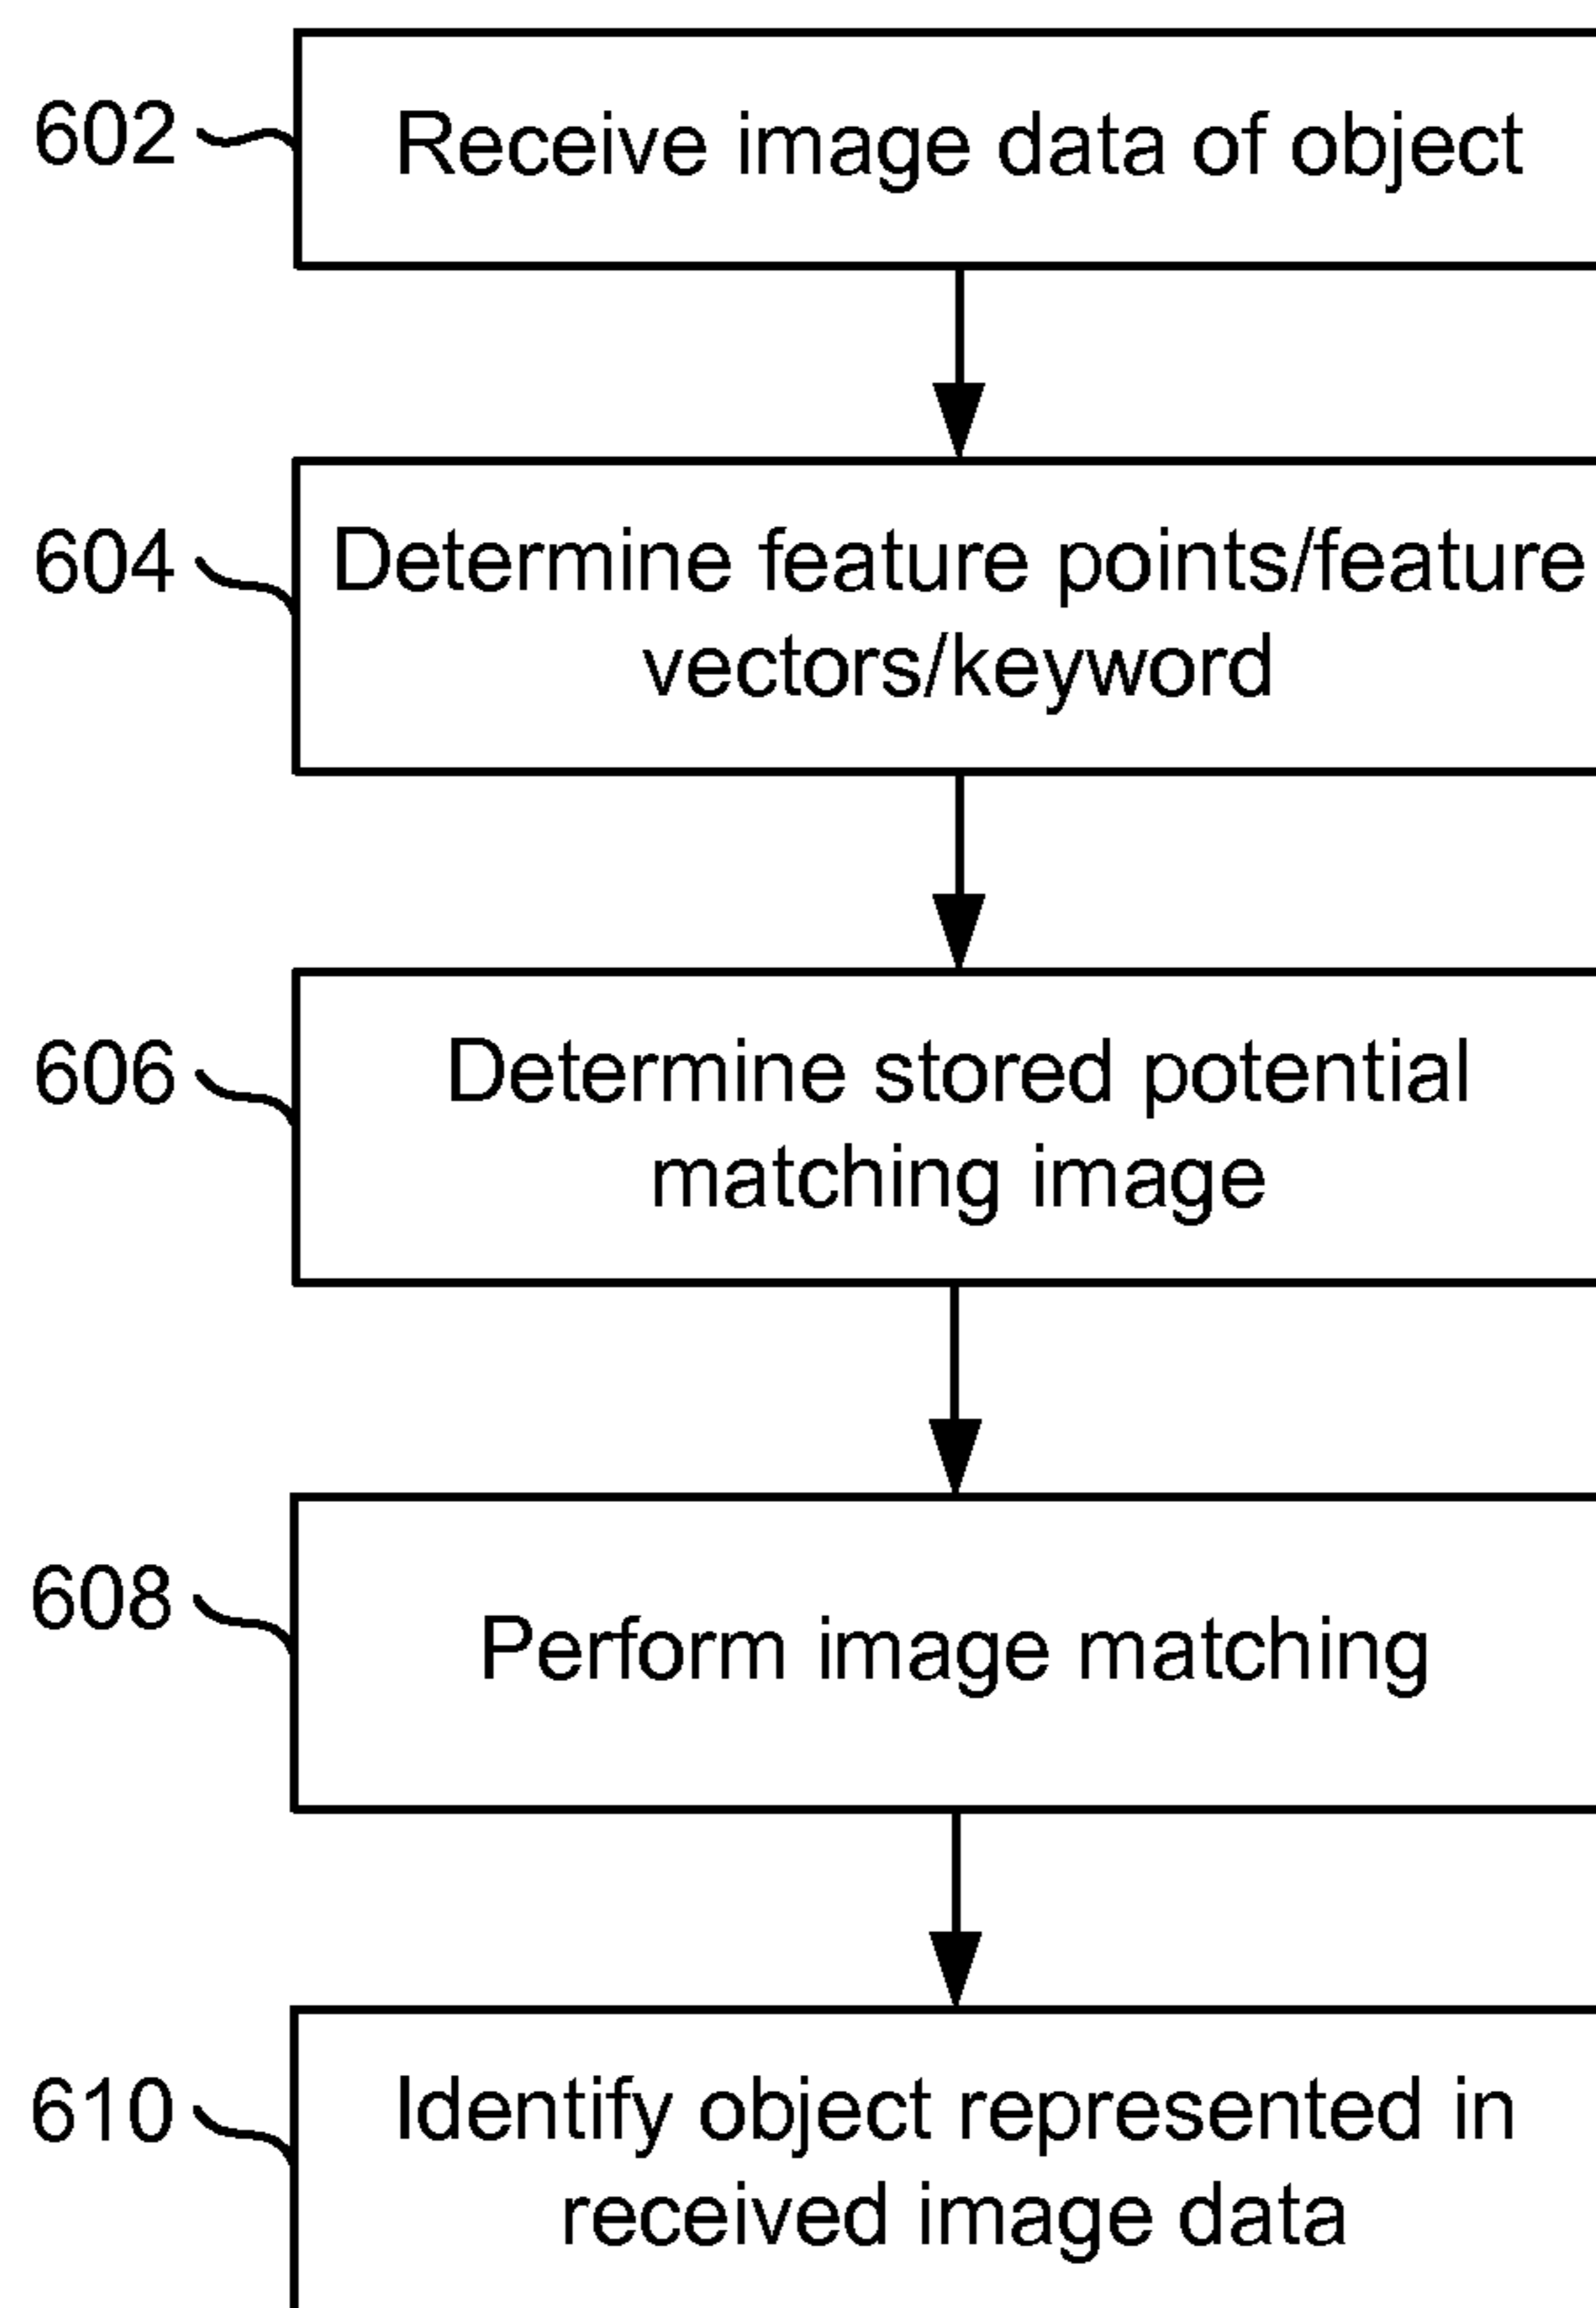 602
Receive image data of object
604
Determine feature points/feature
vectors/keyword
606
Determine stored potential
matching image
608
Perform image matching
610
Identify object represented in
received image data